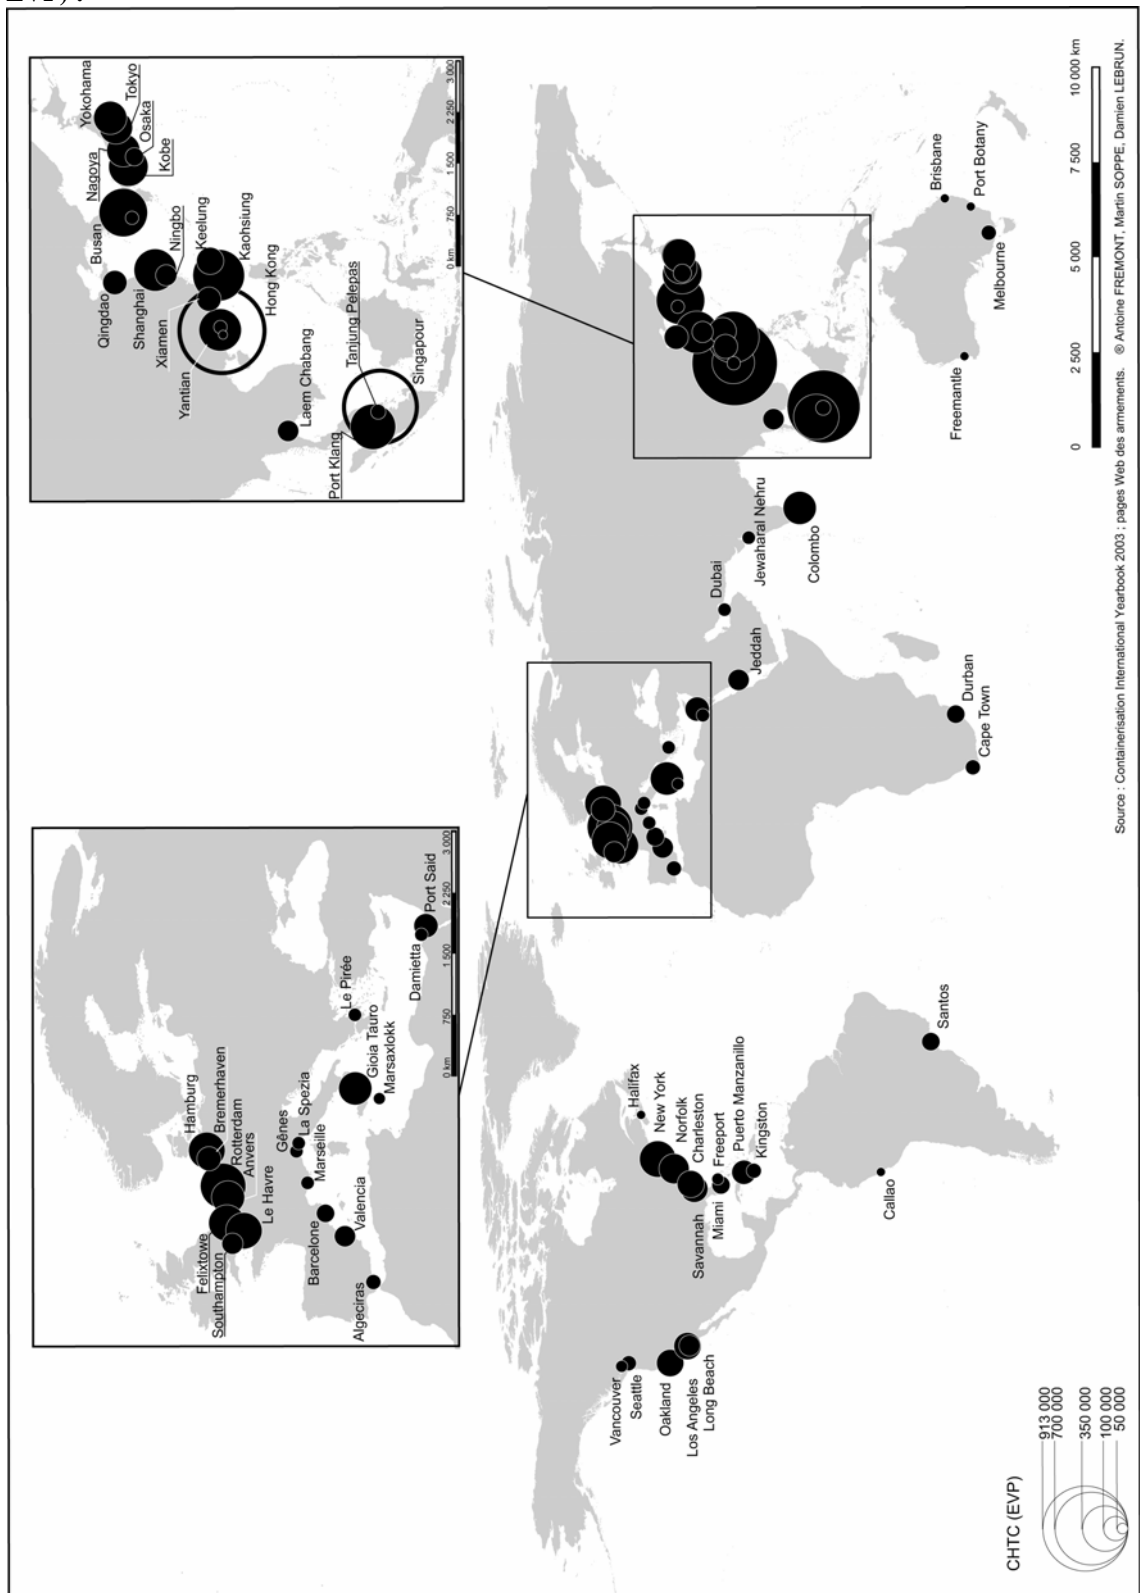 EVP).
Hamburg
Bremerhaven
Rotterdam
Anvers
Le Havre
Felixtowe
Southampton
Gênes
La Spezia
Marseille
Barcelone
Valencia
Algeciras
Le Pirée
Gioia Tauro
Marsaxlokk
Damietta
Port Said
0 km
750
1 500
2 250
3 000
Yokohama
Tokyo
Nagoya
Osaka
Kobe
Busan
Qingdao
Shanghai
Ningbo
Keelung
Kaohsiung
Xiamen
Hong Kong
Yantian
Laem Chabang
Tanjung Pelepas
Port Klang
Singapour
0 km
750
1 500
2 250
3 000
Vancouver
Seattle
Oakland
Los Angeles
Long Beach
Halifax
New York
Norfolk
Charleston
Savannah
Miami
Freeport
Puerto Manzanillo
Kingston
Callao
Santos
Jeddah
Dubai
Jewaharal Nehru
Colombo
Durban
Cape Town
Freemantle
Melbourne
Port Botany
Brisbane
CHTC (EVP)
913 000
700 000
350 000
100 000
50 000
0
2 500
5 000
7 500
10 000 km
Source : Containerisation International Yearbook 2003 ; pages Web des armements. ® Antoine FREMONT, Martin SOPPE, Damien LEBRUN.